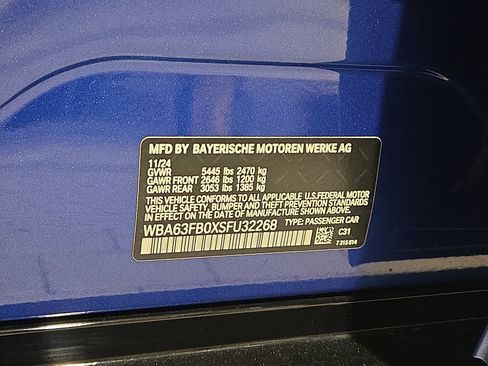 MFD BY BAYERISCHE MOTOREN WERKE AG
11/24
GVWR 5445 lbs 2470 kg
GAWR FRONT 2646 lbs 1200 kg
GAWR REAR 3053 lbs 1385 kg
THIS VEHICLE CONFORMS TO ALL APPLICABLE U.S.FEDERAL MOTOR
VEHICLE SAFETY, BUMPER AND THEFT PREVENTION STANDARDS
IN EFFECT ON THE DATE OF MANUFACTURE SHOWN ABOVE.
WBA63FB0XSFU32268 TYPE: PASSENGER CAR
C31
7 315 014